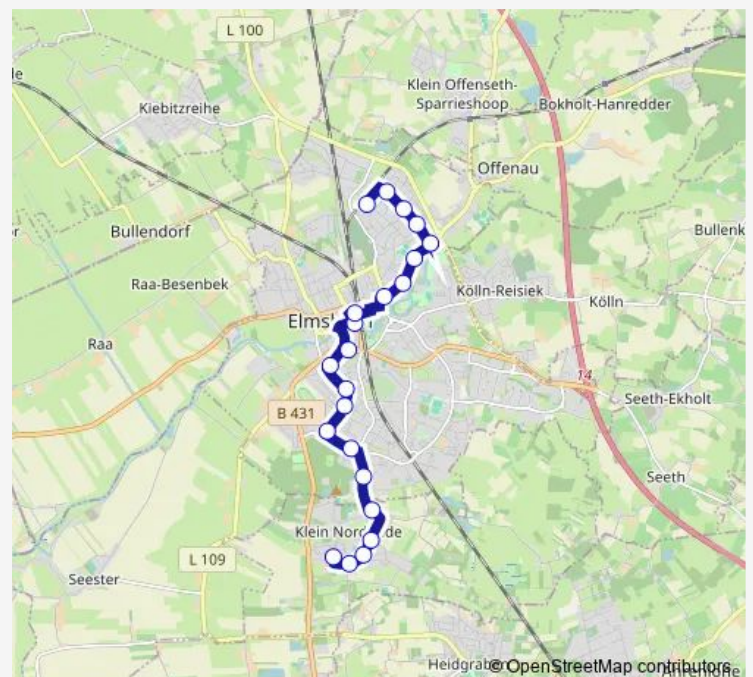 L 100
Klein Offenseth-
Sparrieshoop
Bokholt-Hanredder
Kiebitzreihe
Offenau
Bullendorf
Raa-Besenbek
Kölln-Reisiek
Kölln
Raa
14
B 431
Seeth-Ekholt
Seeth
L 109
Seester
© OpenStreetMap contributors